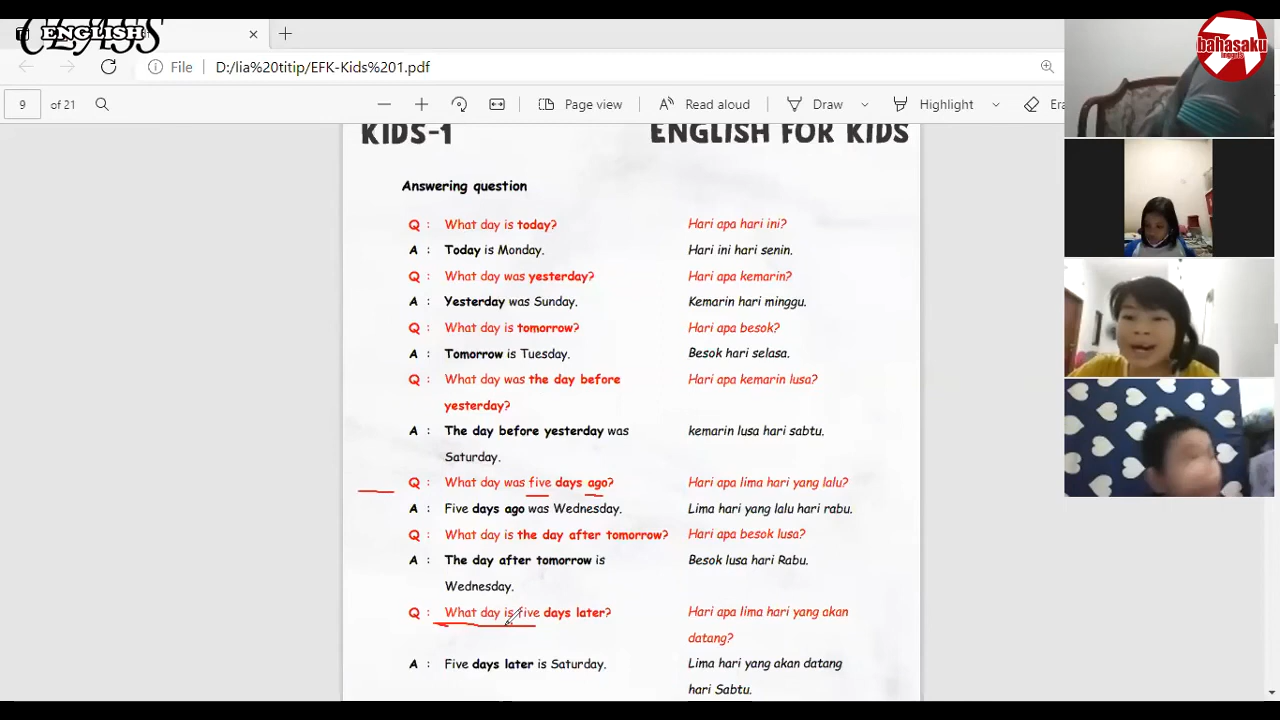 ENGLISH
CLASS
bahasaku
inggris
File
D:/lia%20titip/EFK-Kids%201.pdf
9 of 21
Page view
Read aloud
Draw
Highlight
Era
KIDS-1
ENGLISH FOR KIDS
Answering question
Q : What day is today? Hari apa hari ini?
A : Today is Monday. Hari ini hari senin.
Q : What day was yesterday? Hari apa kemarin?
A : Yesterday was Sunday. Kemarin hari minggu.
Q : What day is tomorrow? Hari apa besok?
A : Tomorrow is Tuesday. Besok hari selasa.
Q : What day was the day before Hari apa kemarin lusa?
yesterday?
A : The day before yesterday was kemarin lusa hari sabtu.
Saturday.
Q : What day was five days ago? Hari apa lima hari yang lalu?
A : Five days ago was Wednesday. Lima hari yang lalu hari rabu.
Q : What day is the day after tomorrow? Hari apa besok lusa?
A : The day after tomorrow is Besok lusa hari Rabu.
Wednesday.
Q : What day is five days later? Hari apa lima hari yang akan
datang?
A : Five days later is Saturday. Lima hari yang akan datang
hari Sabtu.